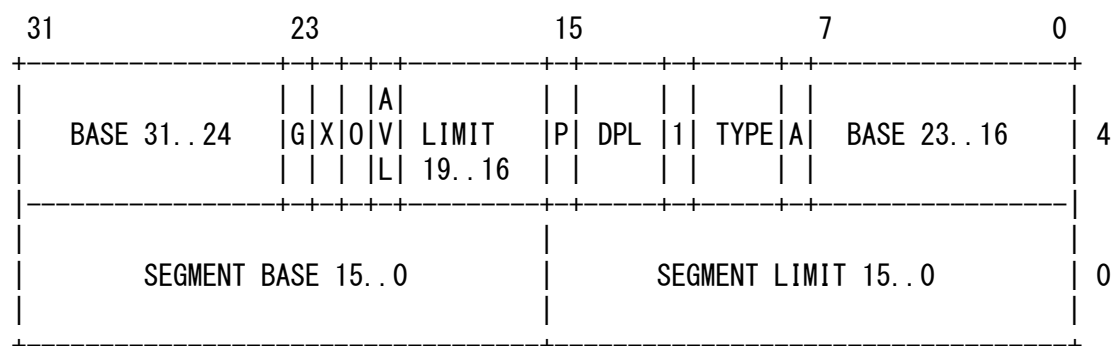 31 23 15 7 0
A
BASE 31..24 G X O V LIMIT P DPL 1 TYPE A BASE 23..16 4
L 19..16
SEGMENT BASE 15..0 SEGMENT LIMIT 15..0 0